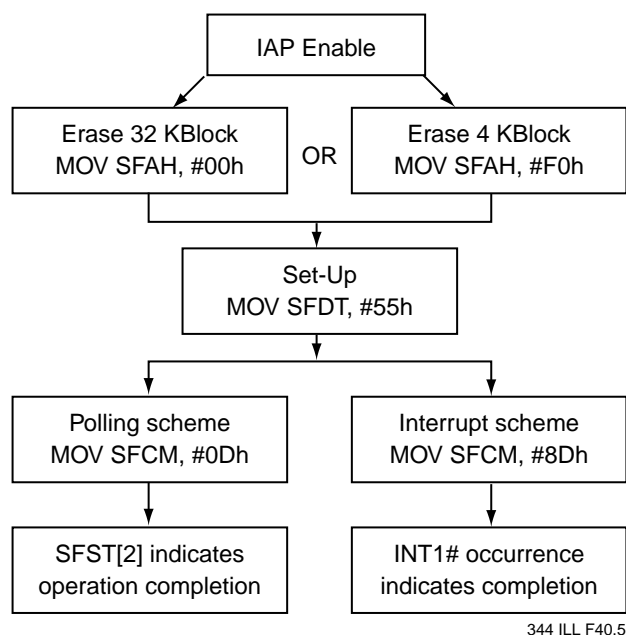 IAP Enable
Erase 32 KBlock
MOV SFAH, #00h
OR
Erase 4 KBlock
MOV SFAH, #F0h
Set-Up
MOV SFDT, #55h
Polling scheme
MOV SFCM, #0Dh
Interrupt scheme
MOV SFCM, #8Dh
SFST[2] indicates
operation completion
INT1# occurrence
indicates completion
344 ILL F40.5